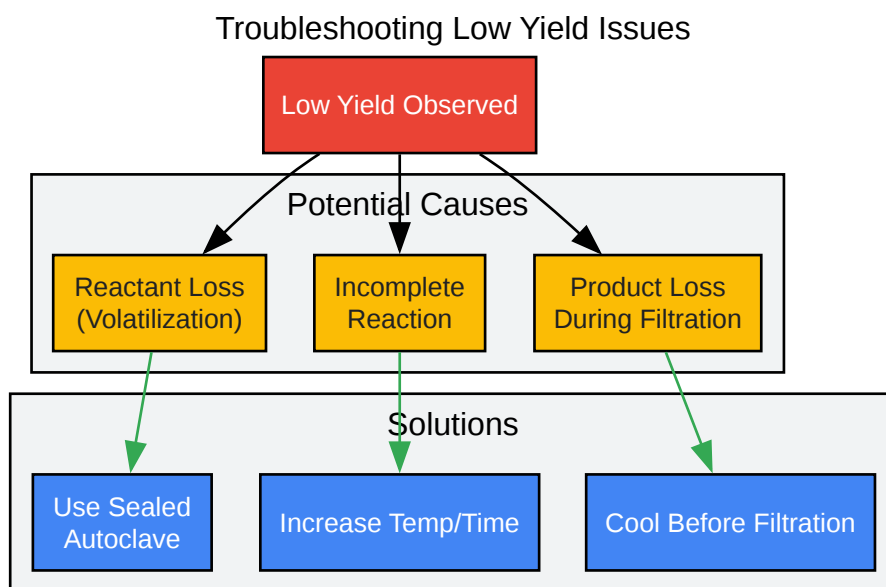 Troubleshooting Low Yield Issues
Low Yield Observed
Potential Causes
Reactant Loss
(Volatilization)
Incomplete
Reaction
Product Loss
During Filtration
Solutions
Use Sealed
Autoclave
Increase Temp/Time
Cool Before Filtration